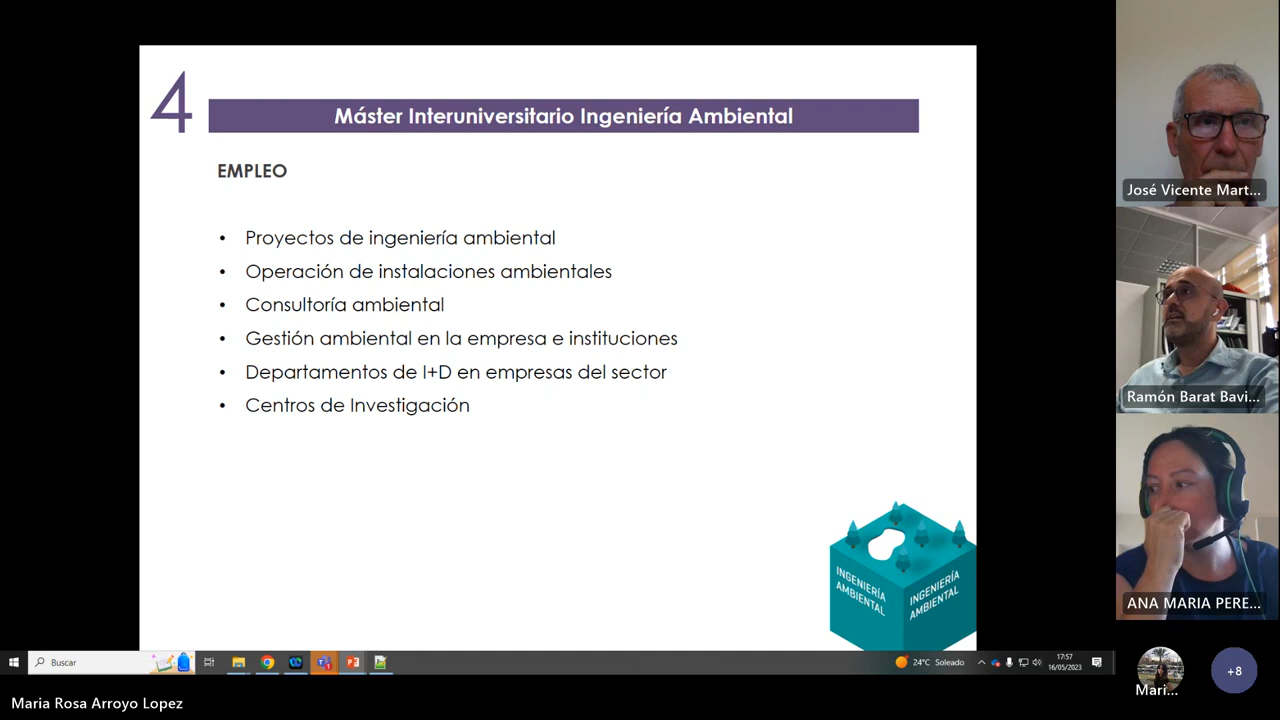 4
Máster Interuniversitario Ingeniería Ambiental
EMPLEO
• Proyectos de ingeniería ambiental
• Operación de instalaciones ambientales
• Consultoría ambiental
• Gestión ambiental en la empresa e instituciones
• Departamentos de I+D en empresas del sector
• Centros de Investigación
INGENIERÍA
AMBIENTAL
INGENIERÍA
AMBIENTAL
José Vicente Mart...
Ramón Barat Bavi...
ANA MARIA PERE...
Mari...
+8
Buscar
24°C Soleado
17:57
16/05/2023
Maria Rosa Arroyo Lopez